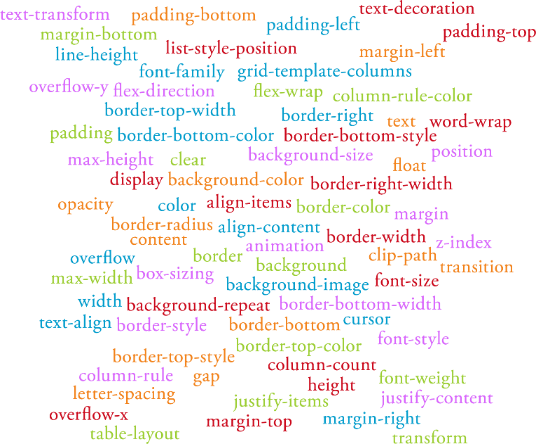 text-transform padding-bottom text-decoration
margin-bottom padding-left padding-top
line-height list-style-position margin-left
font-family grid-template-columns
overflow-y flex-direction flex-wrap column-rule-color
border-top-width border-right text word-wrap
padding border-bottom-color border-bottom-style
max-height clear background-size float position
display background-color border-right-width
opacity color align-items border-color margin
border-radius align-content border-width z-index
content animation clip-path
overflow border background transition
max-width box-sizing background-image font-size
width background-repeat border-bottom-width
text-align border-style border-bottom cursor
border-top-color font-style
border-top-style column-count
column-rule gap height font-weight
letter-spacing justify-items justify-content
overflow-x margin-top margin-right
table-layout transform